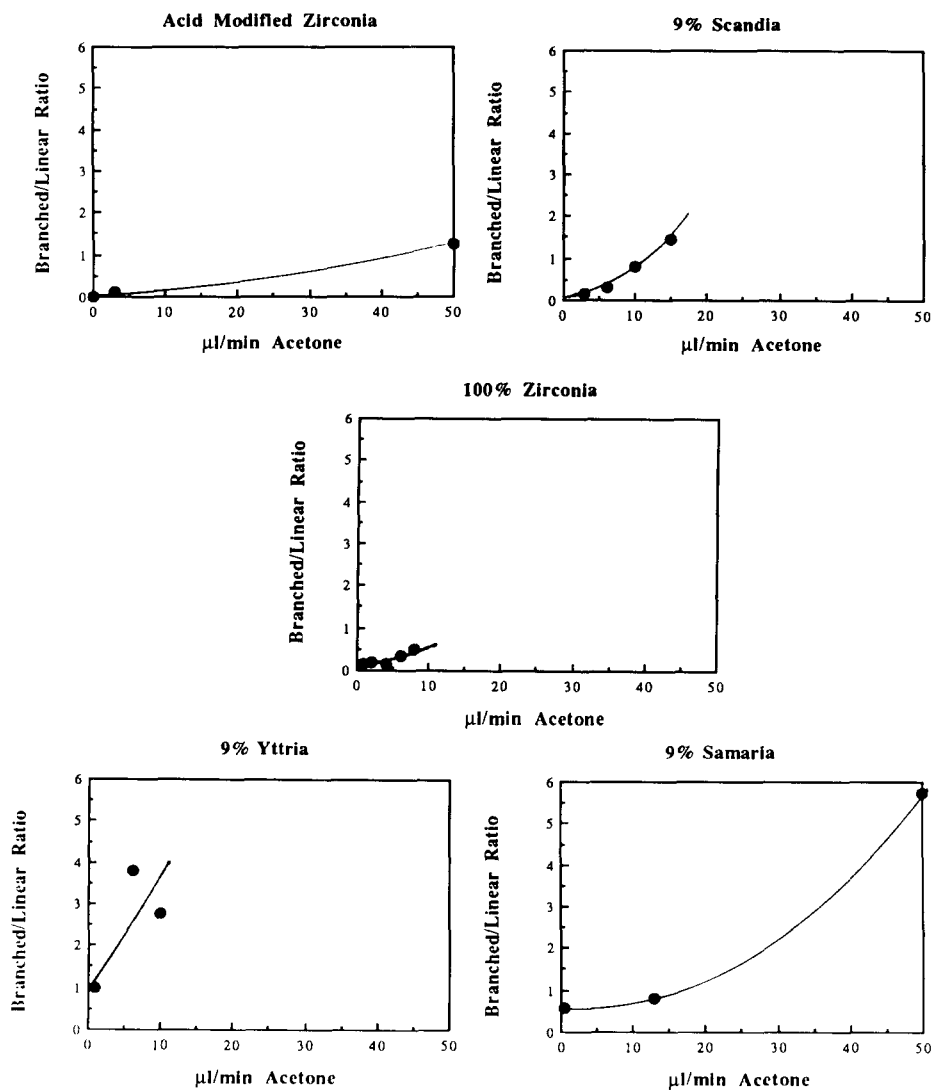 Acid Modified Zirconia
6
5
4
3
2
1
0
0 10 20 30 40 50
Branched/Linear Ratio
µl/min Acetone
9% Scandia
6
5
4
3
2
1
0
0 10 20 30 40 50
Branched/Linear Ratio
µl/min Acetone
100% Zirconia
6
5
4
3
2
1
0
0 10 20 30 40 50
Branched/Linear Ratio
µl/min Acetone
9% Yttria
6
5
4
3
2
1
0
0 10 20 30 40 50
Branched/Linear Ratio
µl/min Acetone
9% Samaria
6
5
4
3
2
1
0
0 10 20 30 40 50
Branched/Linear Ratio
µl/min Acetone